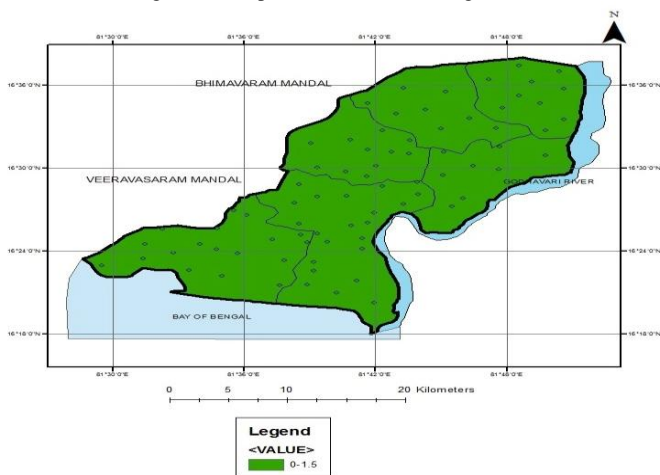 N
81°30'0"E 81°36'0"E 81°42'0"E 81°48'0"E
16°36'0"N 16°36'0"N
BHIMAVARAM MANDAL
16°30'0"N 16°30'0"N
VEERAVASARAM MANDAL
GODHAVARI RIVER
16°24'0"N 16°24'0"N
BAY OF BENGAL
16°18'0"N 16°18'0"N
81°30'0"E 81°36'0"E 81°42'0"E 81°48'0"E
0 5 10 20 Kilometers
Legend
<VALUE>
0-1.5